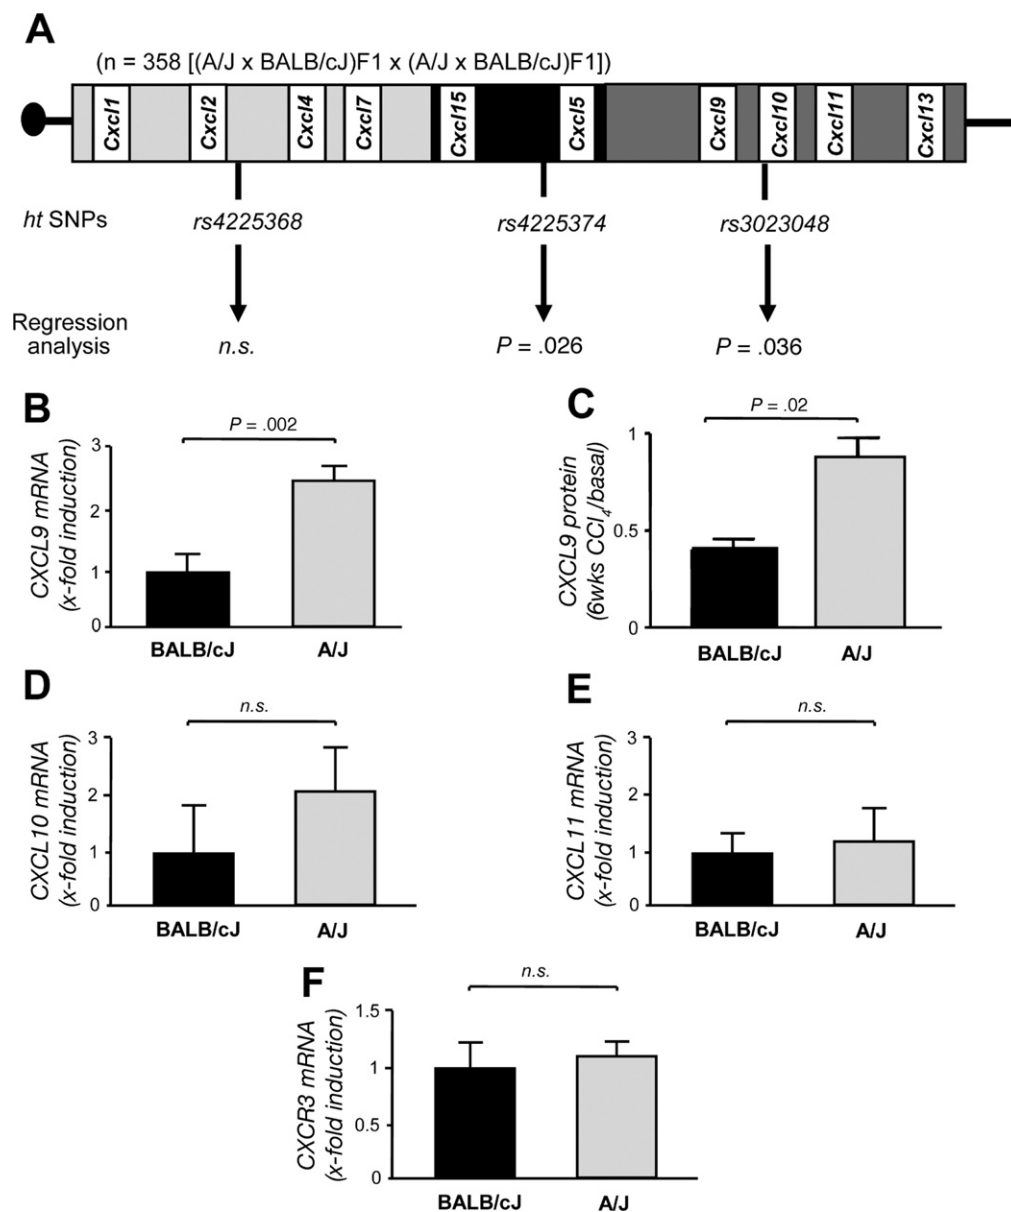 A
(n = 358 [(A/J x BALB/cJ)F1 x (A/J x BALB/cJ)F1])
Cxcl1
Cxcl2
Cxcl4
Cxcl7
Cxcl15
Cxcl5
Cxcl9
Cxcl10
Cxcl11
Cxcl13
ht SNPs
rs4225368
rs4225374
rs3023048
Regression
analysis
n.s.
P = .026
P = .036
B
P = .002
CXCL9 mRNA
(x-fold induction)
3
2
1
0
BALB/cJ
A/J
C
P = .02
CXCL9 protein
(6wks CCl4/basal)
1
0.5
0
BALB/cJ
A/J
D
n.s.
CXCL10 mRNA
(x-fold induction)
3
2
1
0
BALB/cJ
A/J
E
n.s.
CXCL11 mRNA
(x-fold induction)
3
2
1
0
BALB/cJ
A/J
F
n.s.
CXCR3 mRNA
(x-fold induction)
1.5
1
0.5
0
BALB/cJ
A/J